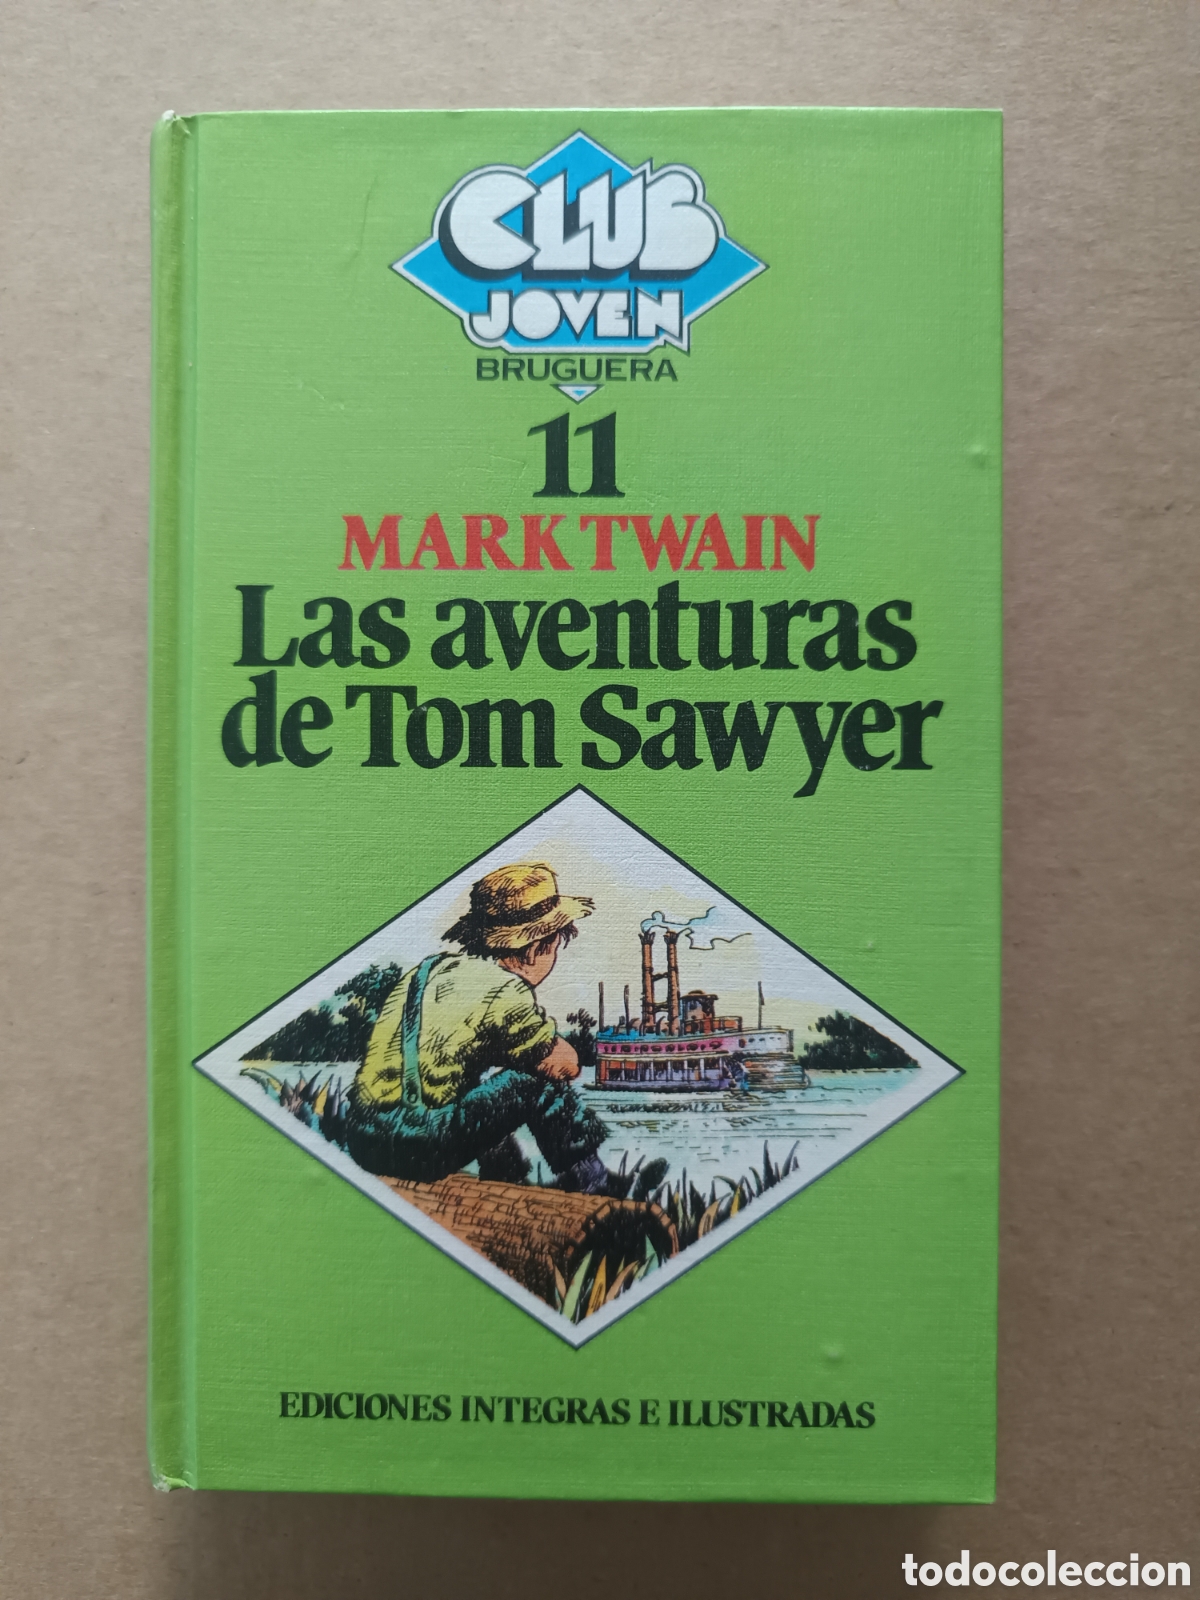 CLUB
JOVEN
BRUGUERA
11
MARK TWAIN
Las aventuras
de Tom Sawyer
EDICIONES INTEGRAS E ILUSTRADAS
todocoleccion